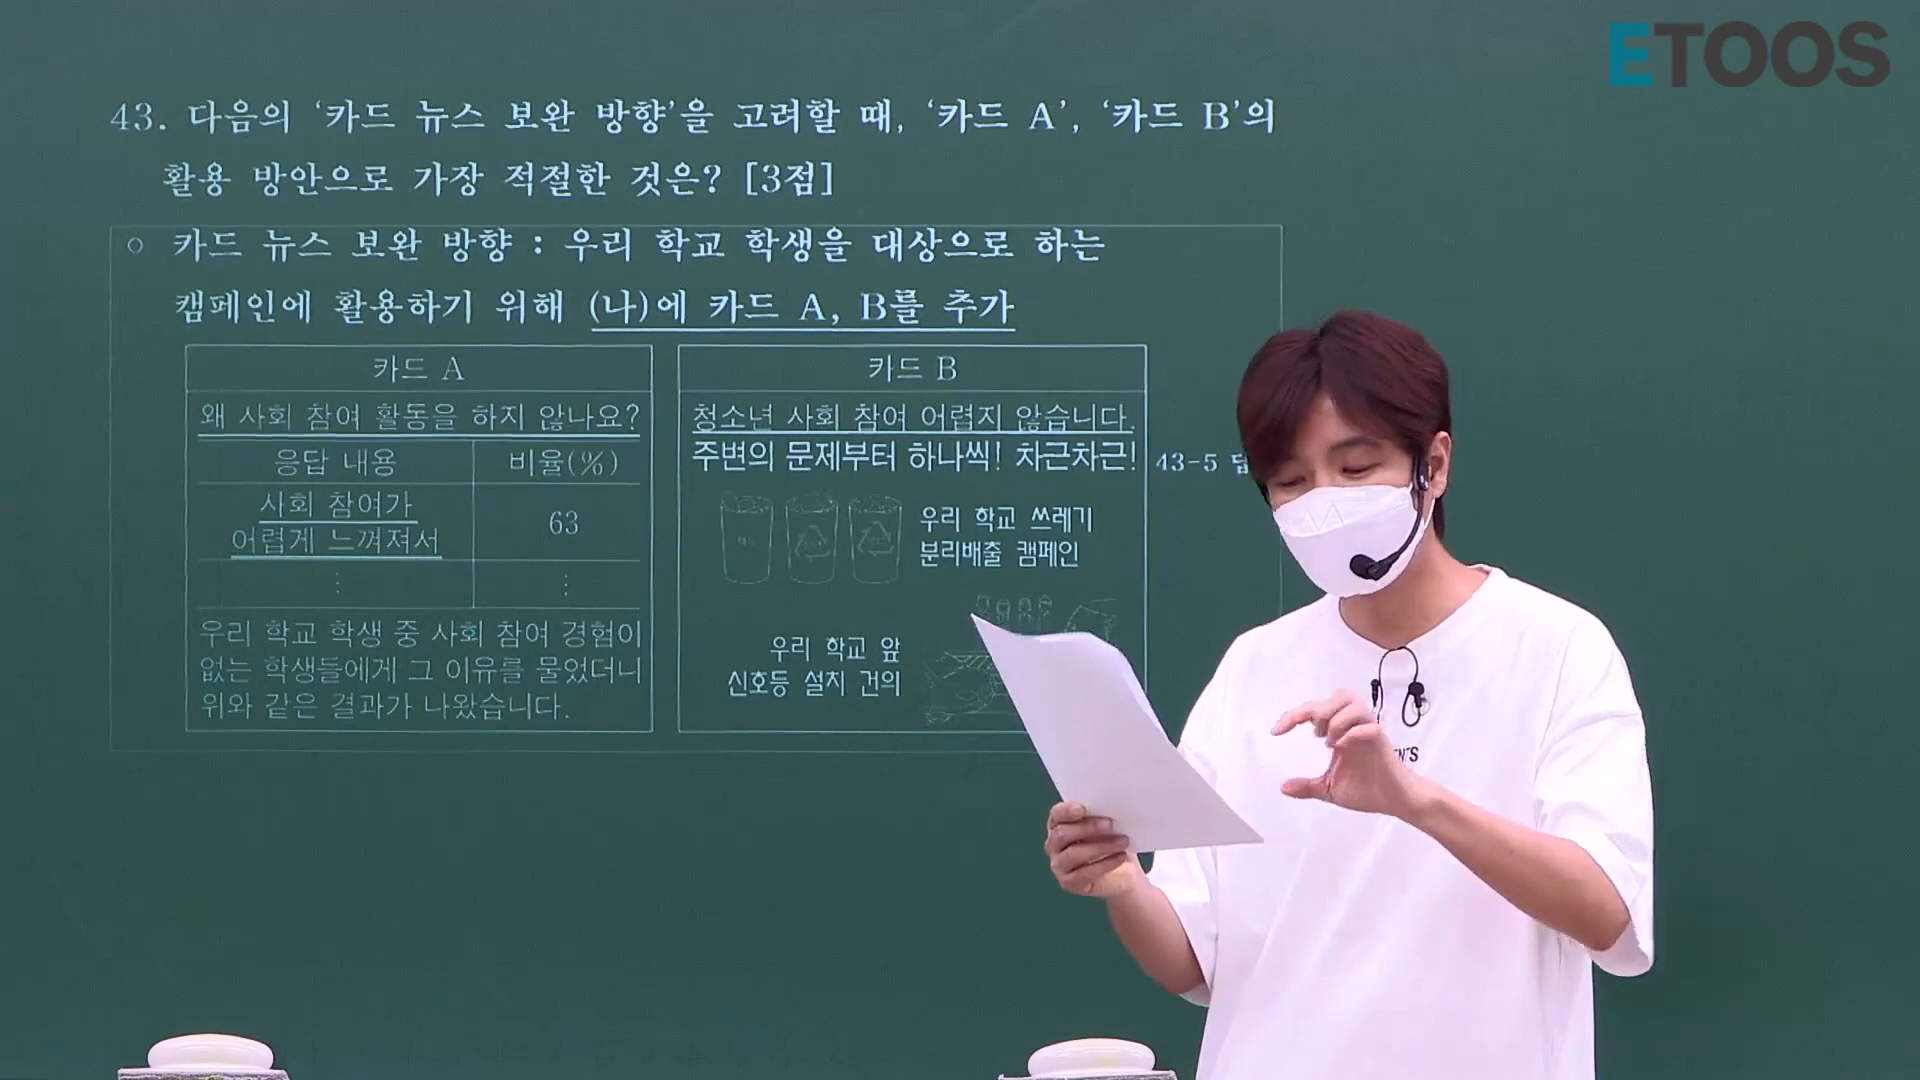 ETOOS
43. 다음의 ‘카드 뉴스 보완 방향’을 고려할 때, ‘카드 A’, ‘카드 B’의
활용 방안으로 가장 적절한 것은? [3점]
○ 카드 뉴스 보완 방향 : 우리 학교 학생을 대상으로 하는
캠페인에 활용하기 위해 (나)에 카드 A, B를 추가
카드 A
왜 사회 참여 활동을 하지 않나요?
응답 내용 비율(%)
사회 참여가
어렵게 느껴져서
63
⋮ ⋮
우리 학교 학생 중 사회 참여 경험이
없는 학생들에게 그 이유를 물었더니
위와 같은 결과가 나왔습니다.
카드 B
청소년 사회 참여 어렵지 않습니다.
주변의 문제부터 하나씩! 차근차근!
우리 학교 쓰레기
분리배출 캠페인
우리 학교 앞
신호등 설치 건의
43-5